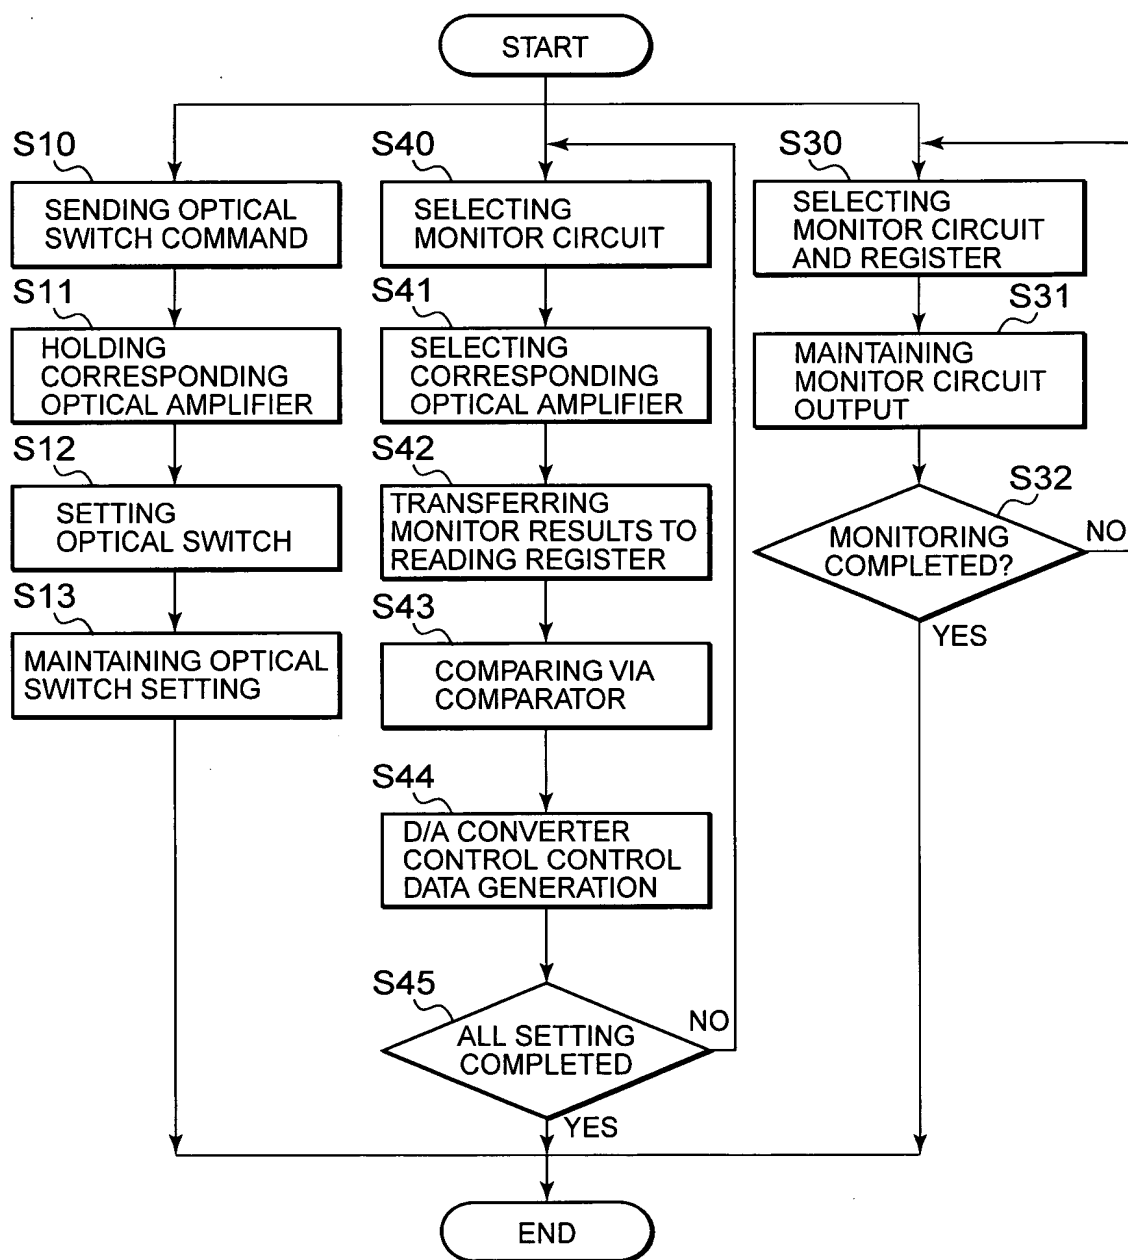 START
S10
SENDING OPTICAL
SWITCH COMMAND
S11
HOLDING
CORRESPONDING
OPTICAL AMPLIFIER
S12
SETTING
OPTICAL SWITCH
S13
MAINTAINING OPTICAL
SWITCH SETTING
S40
SELECTING
MONITOR CIRCUIT
S41
SELECTING
CORRESPONDING
OPTICAL AMPLIFIER
S42
TRANSFERRING
MONITOR RESULTS TO
READING REGISTER
S43
COMPARING VIA
COMPARATOR
S44
D/A CONVERTER
CONTROL CONTROL
DATA GENERATION
S45
ALL SETTING
COMPLETED
NO
YES
S30
SELECTING
MONITOR CIRCUIT
AND REGISTER
S31
MAINTAINING
MONITOR CIRCUIT
OUTPUT
S32
MONITORING
COMPLETED?
NO
YES
END